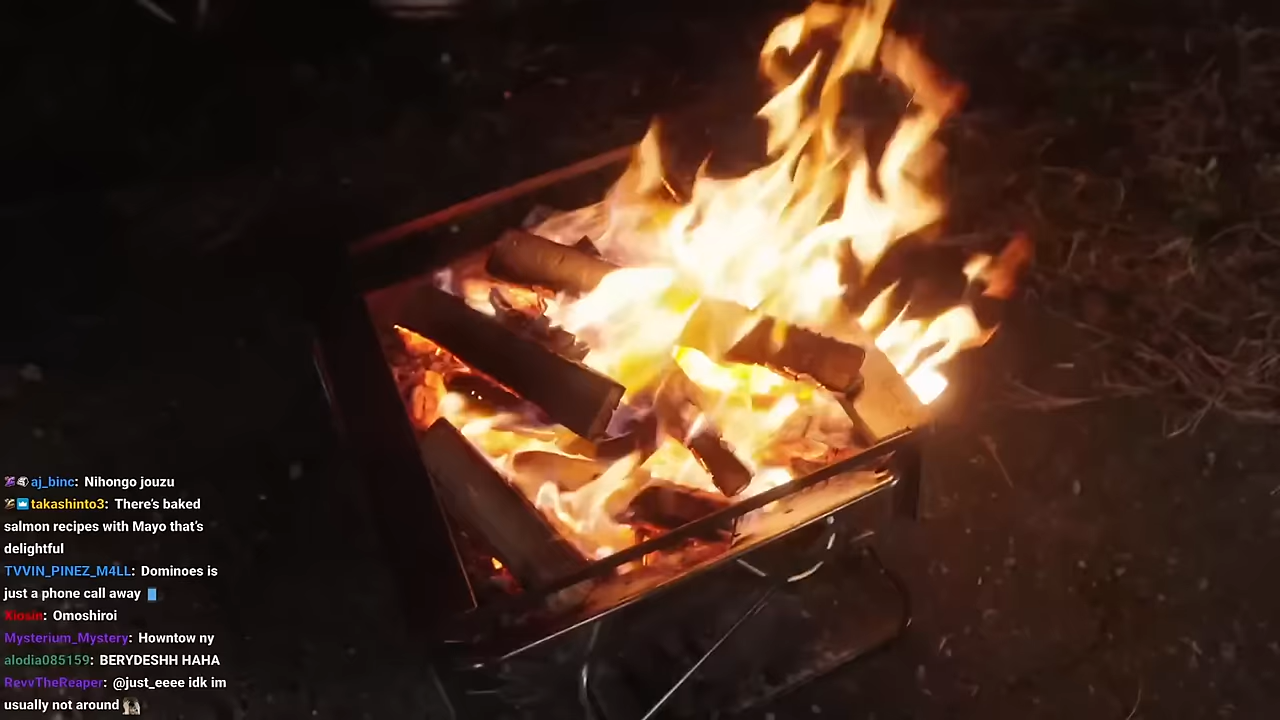 aj_binc: Nihongo jouzu
takashinto3: There's baked
salmon recipes with Mayo that's
delightful
TVVIN_PINEZ_M4LL: Dominoes is
just a phone call away
Xiosin: Omoshiroi
Mysterium_Mystery: Howntow ny
alodia085159: BERYDESHH HAHA
RevvTheReaper: @just_eeee idk im
usually not around